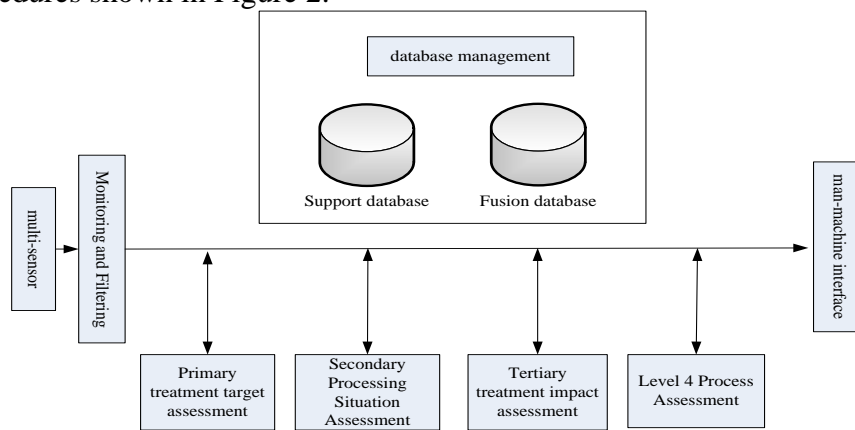 edures shown in Figure 2.
database management
Support database
Fusion database
multi-sensor
Monitoring and Filtering
man-machine interface
Primary
treatment target
assessment
Secondary
Processing
Situation
Assessment
Tertiary
treatment impact
assessment
Level 4 Process
Assessment